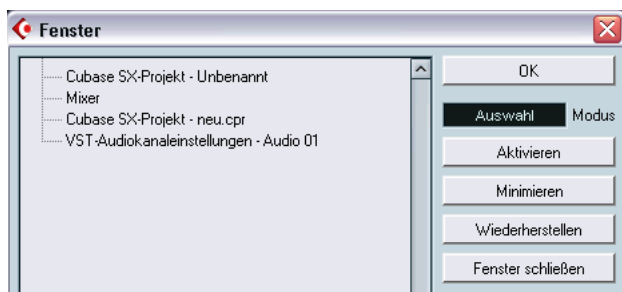 Fenster
Cubase SX-Projekt - Unbenannt
Mixer
Cubase SX-Projekt - neu.cpr
VST-Audiokanaleinstellungen - Audio 01
OK
Auswahl Modus
Aktivieren
Minimieren
Wiederherstellen
Fenster schließen